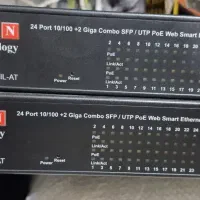 N
24 Port 10/100 +2 Giga Combo SFP / UTP PoE Web Smart
ology
2 4 6 8 10 12 14 16 18 20 22 24
PoE
Link/Act
PoE
Link/Act
IL-AT
Power Reset
1 3 5 7 9 11 13 15 17 19 21 23
N
24 Port 10/100 +2 Giga Combo SFP / UTP PoE Web Smart Ethernet
ology
2 4 6 8 10 12 14 16 18 20 22 24
PoE
Link/Act
PoE
Link/Act
-AT
Power Reset
1 3 5 7 9 11 13 15 17 19 21 23